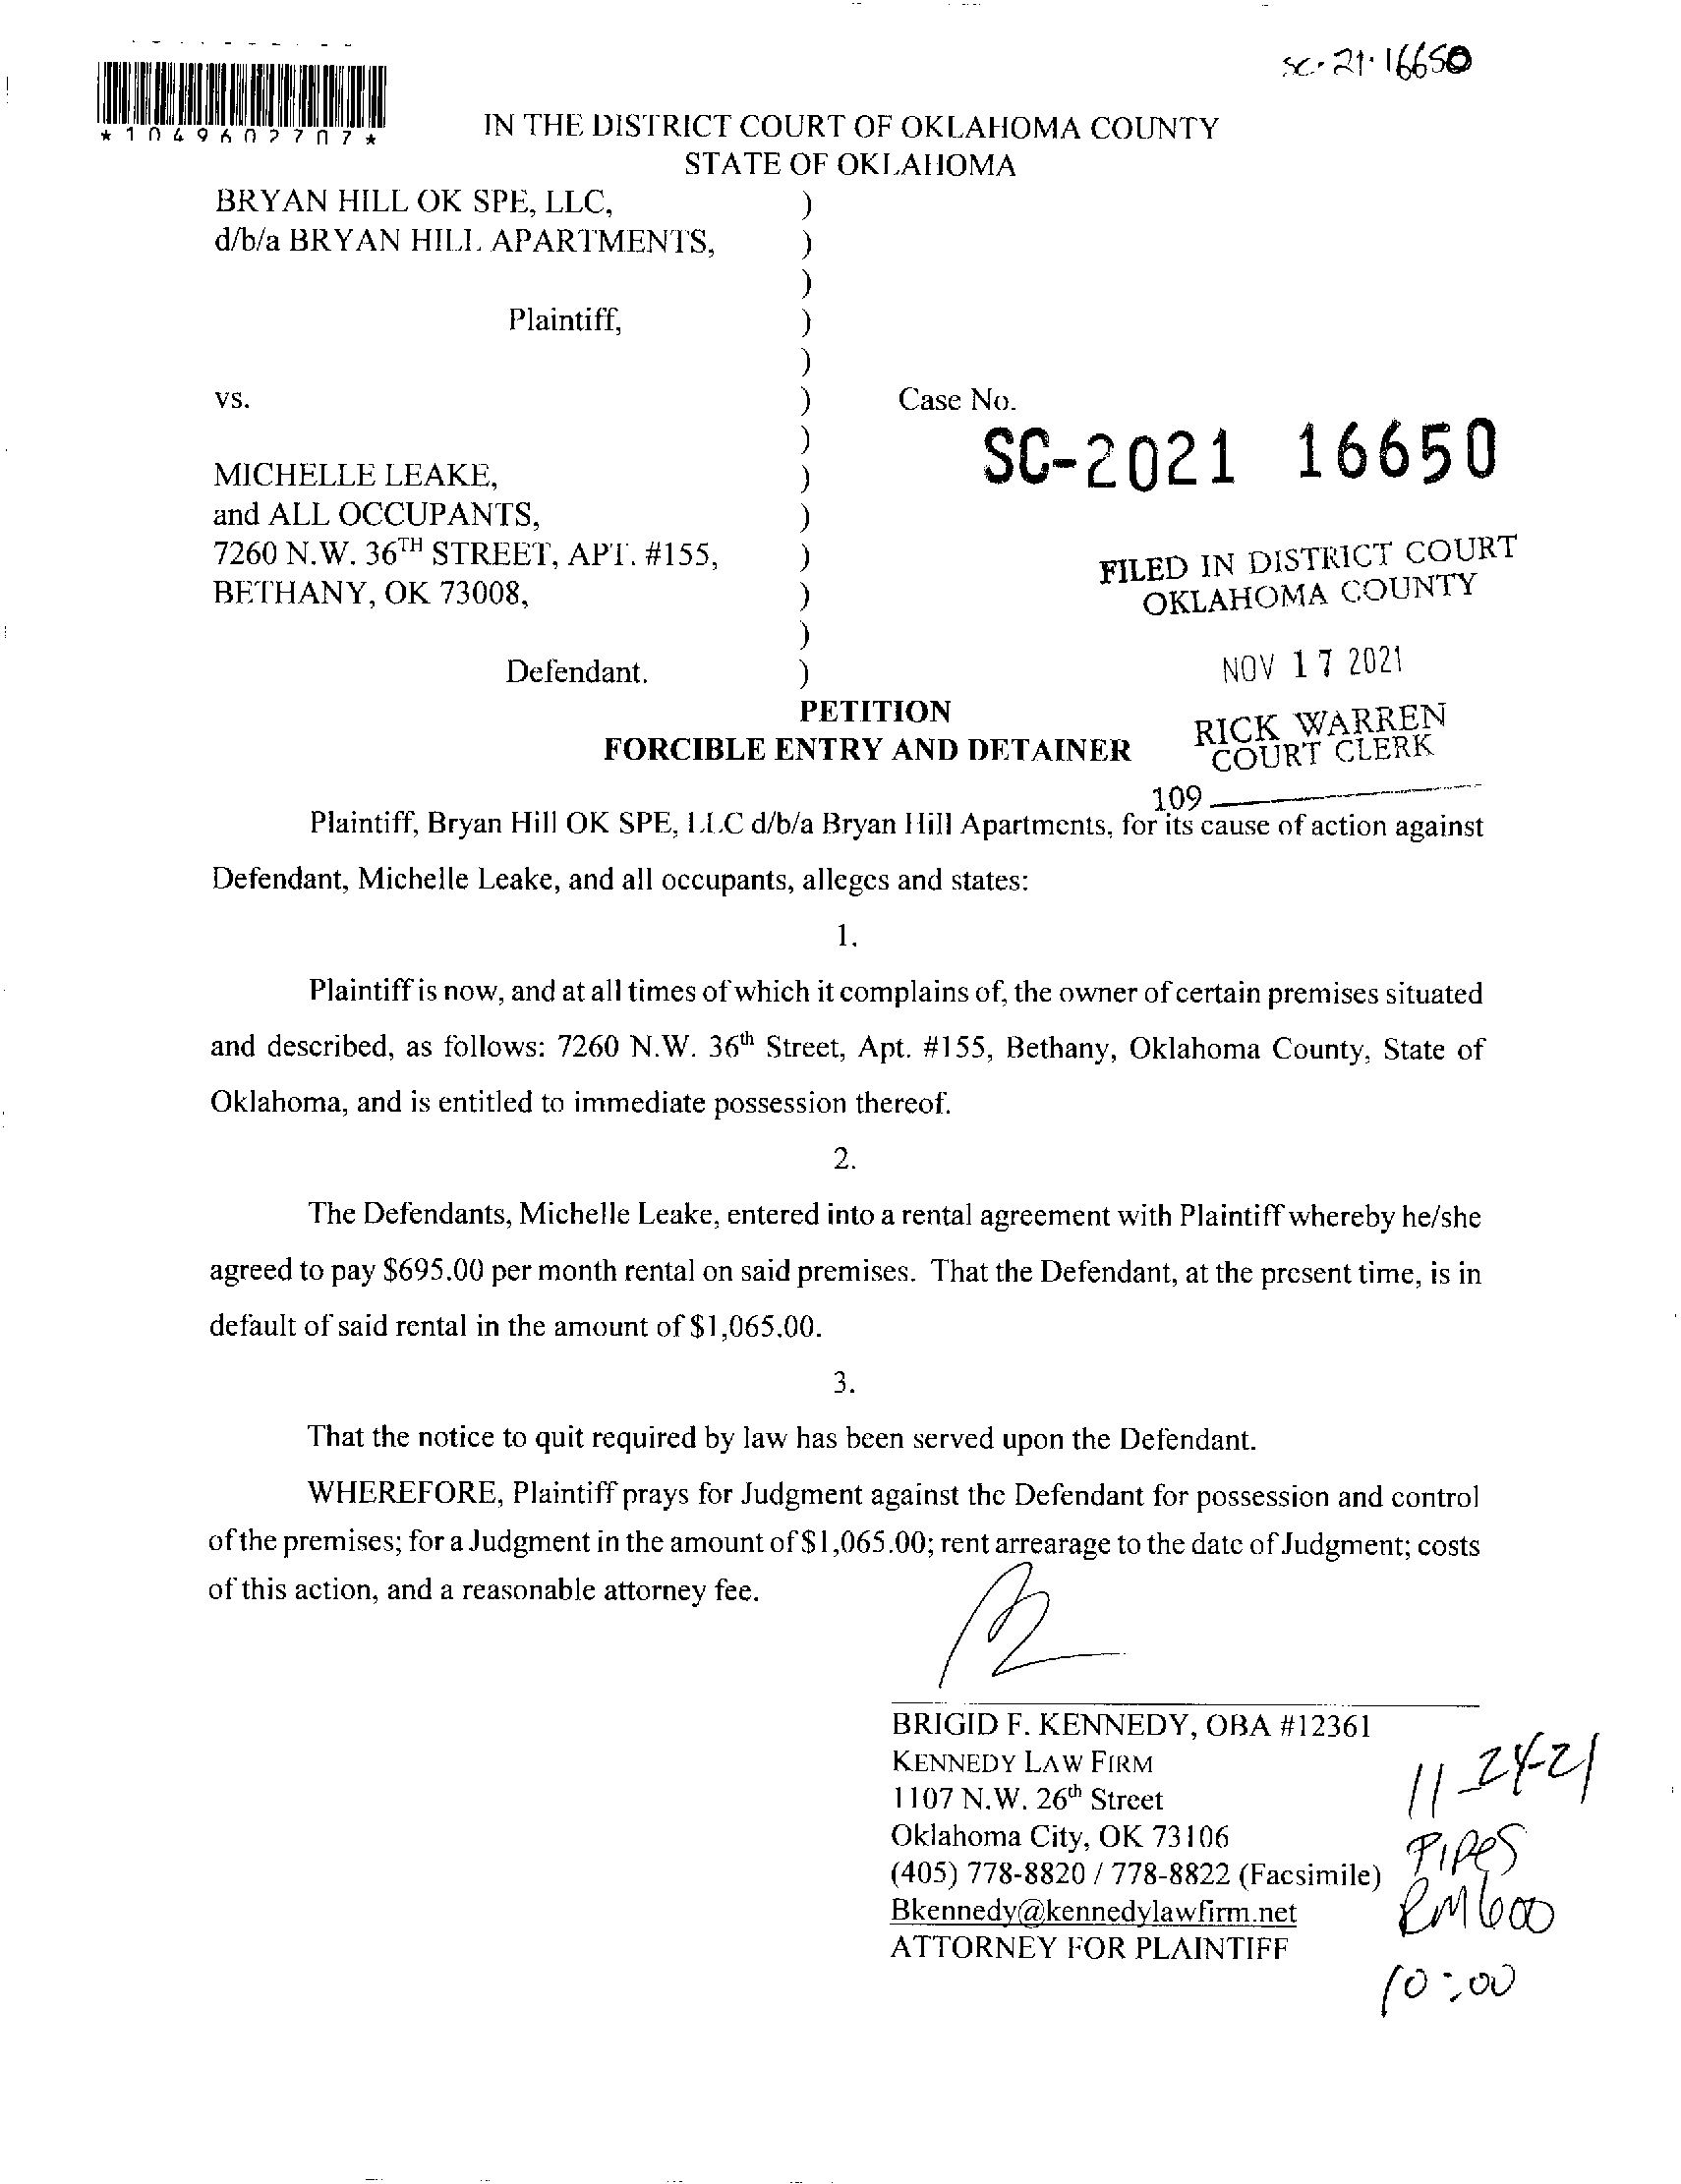 sc-21-16650
*1049602707*
IN THE DISTRICT COURT OF OKLAHOMA COUNTY
STATE OF OKLAHOMA
BRYAN HILL OK SPE, LLC, )
d/b/a BRYAN HILL APARTMENTS, )
)
Plaintiff, )
)
vs. ) Case No.
) SC-2021 16650
MICHELLE LEAKE, )
and ALL OCCUPANTS, )
7260 N.W. 36TH STREET, APT. #155, )
BETHANY, OK 73008, )
)
Defendant. )
FILED IN DISTRICT COURT
OKLAHOMA COUNTY
NOV 17 2021
RICK WARREN
COURT CLERK
109
PETITION
FORCIBLE ENTRY AND DETAINER
Plaintiff, Bryan Hill OK SPE, LLC d/b/a Bryan Hill Apartments, for its cause of action against
Defendant, Michelle Leake, and all occupants, alleges and states:
1.
Plaintiff is now, and at all times of which it complains of, the owner of certain premises situated
and described, as follows: 7260 N.W. 36th Street, Apt. #155, Bethany, Oklahoma County, State of
Oklahoma, and is entitled to immediate possession thereof.
2.
The Defendants, Michelle Leake, entered into a rental agreement with Plaintiff whereby he/she
agreed to pay $695.00 per month rental on said premises. That the Defendant, at the present time, is in
default of said rental in the amount of $1,065.00.
3.
That the notice to quit required by law has been served upon the Defendant.
WHEREFORE, Plaintiff prays for Judgment against the Defendant for possession and control
of the premises; for a Judgment in the amount of $1,065.00; rent arrearage to the date of Judgment; costs
of this action, and a reasonable attorney fee.
BRIGID F. KENNEDY, OBA #12361
KENNEDY LAW FIRM
1107 N.W. 26th Street
Oklahoma City, OK 73106
(405) 778-8820 / 778-8822 (Facsimile)
Bkennedy@kennedylawfirm.net
ATTORNEY FOR PLAINTIFF
11-24-21
PIPES
RM 600
10:00